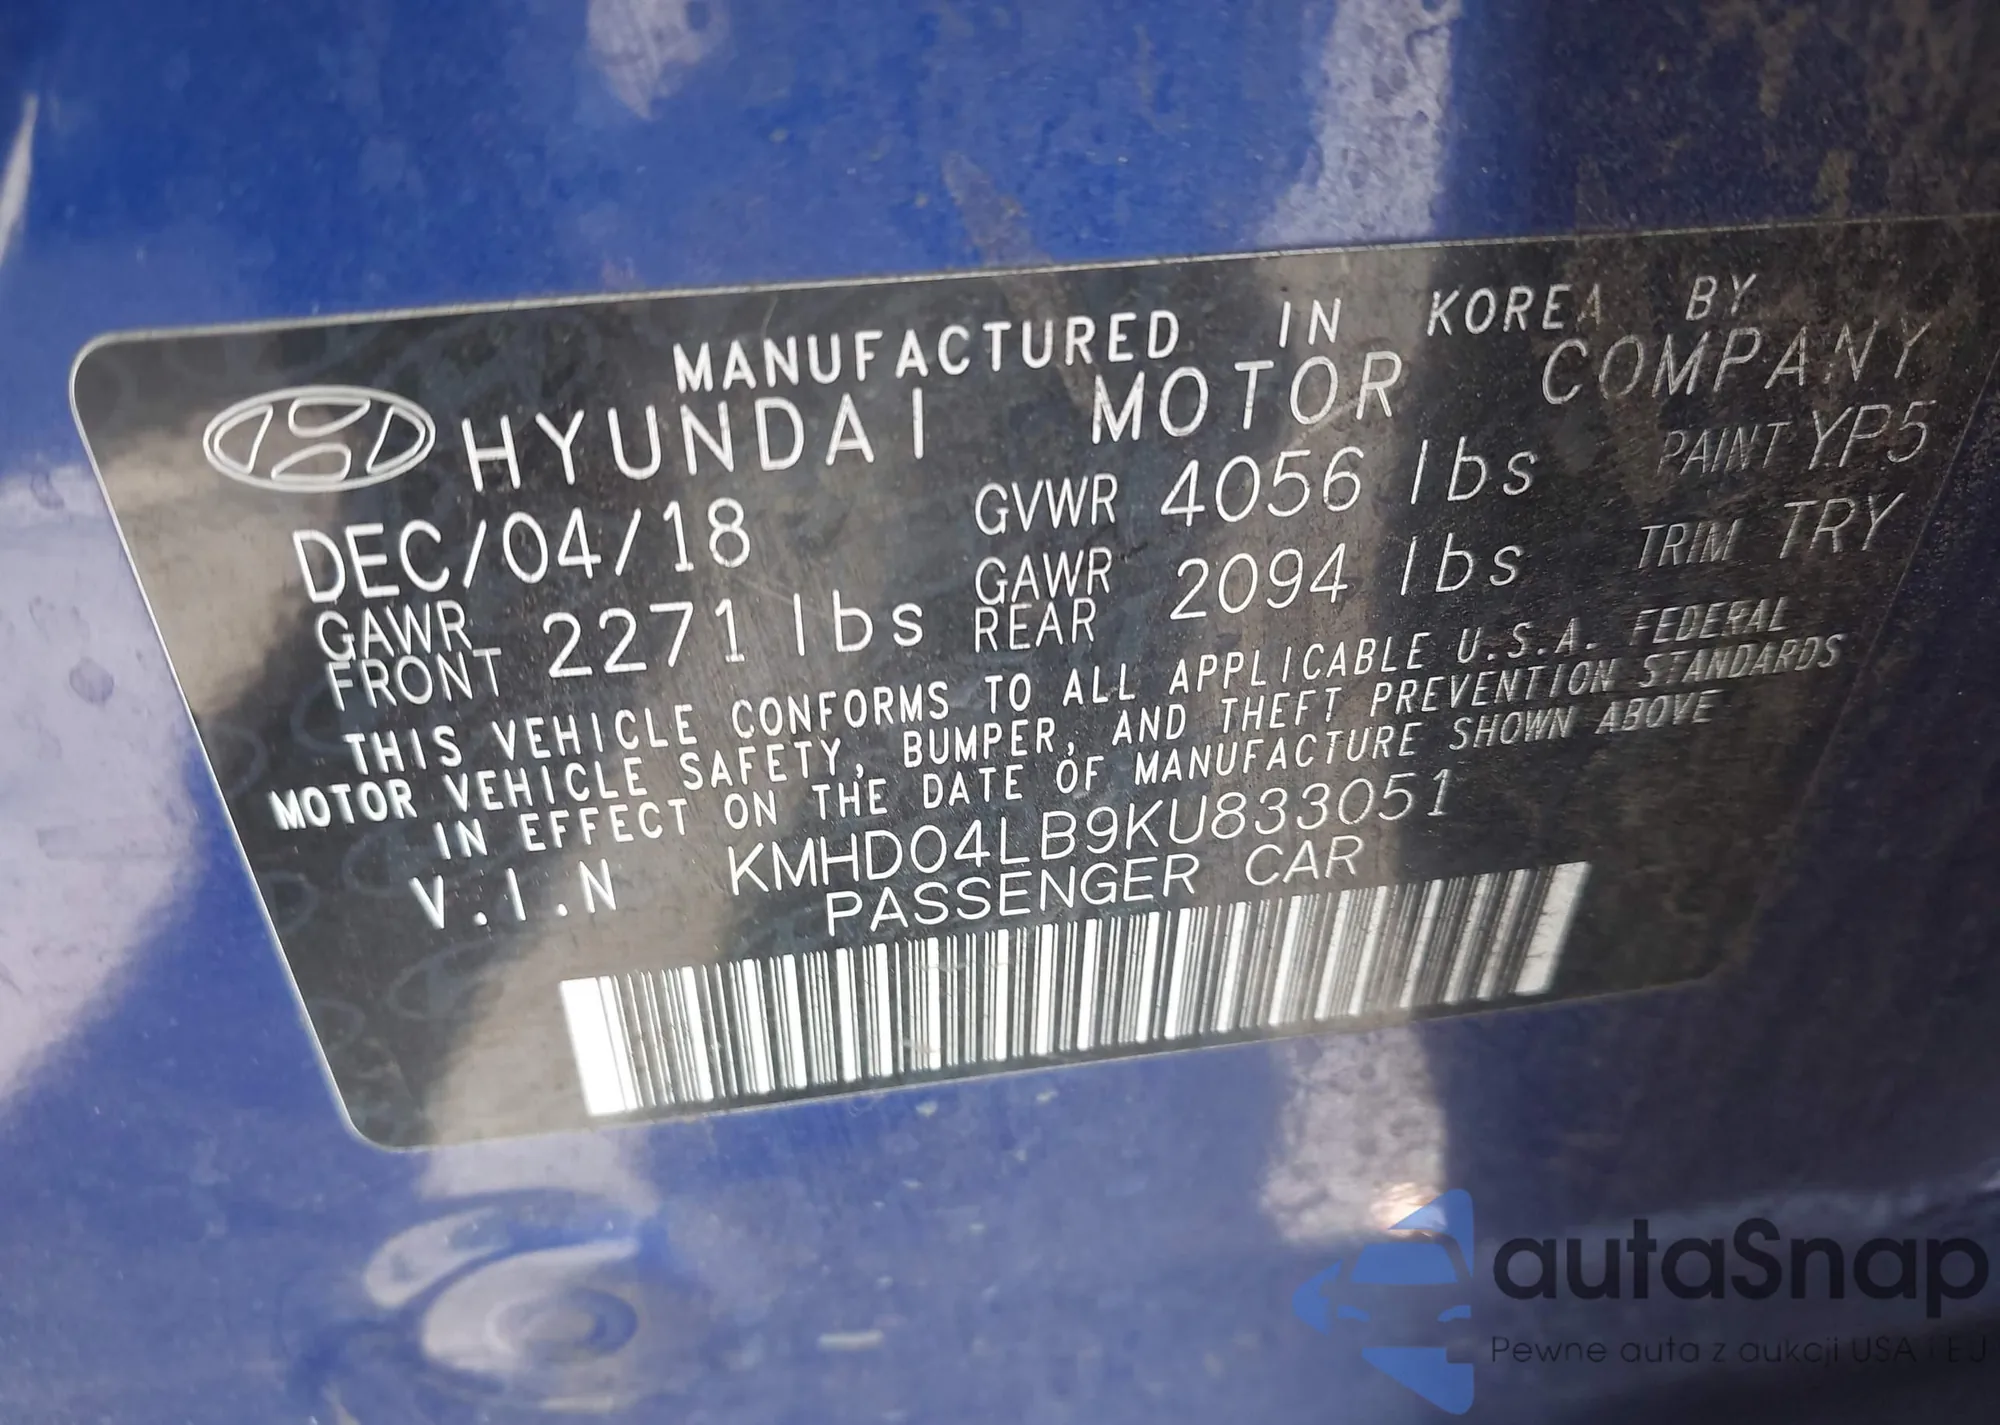 MANUFACTURED IN KOREA BY
HYUNDAI MOTOR COMPANY
DEC/04/18 GVWR 4056 lbs PAINT YP5
GAWR FRONT 2271 lbs GAWR REAR 2094 lbs TRIM TRY
THIS VEHICLE CONFORMS TO ALL APPLICABLE U.S.A. FEDERAL
MOTOR VEHICLE SAFETY, BUMPER, AND THEFT PREVENTION STANDARDS
IN EFFECT ON THE DATE OF MANUFACTURE SHOWN ABOVE
V.I.N KMHD04LB9KU833051
PASSENGER CAR
autaSnap
Pewne auta z aukcji USA i EU